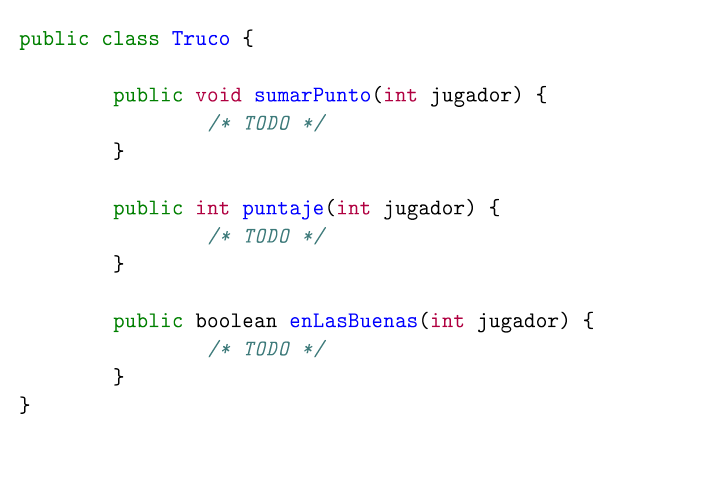 public class Truco {
public void sumarPunto(int jugador) {
/* TODO */
}
public int puntaje(int jugador) {
/* TODO */
}
public boolean enLasBuenas(int jugador) {
/* TODO */
}
}